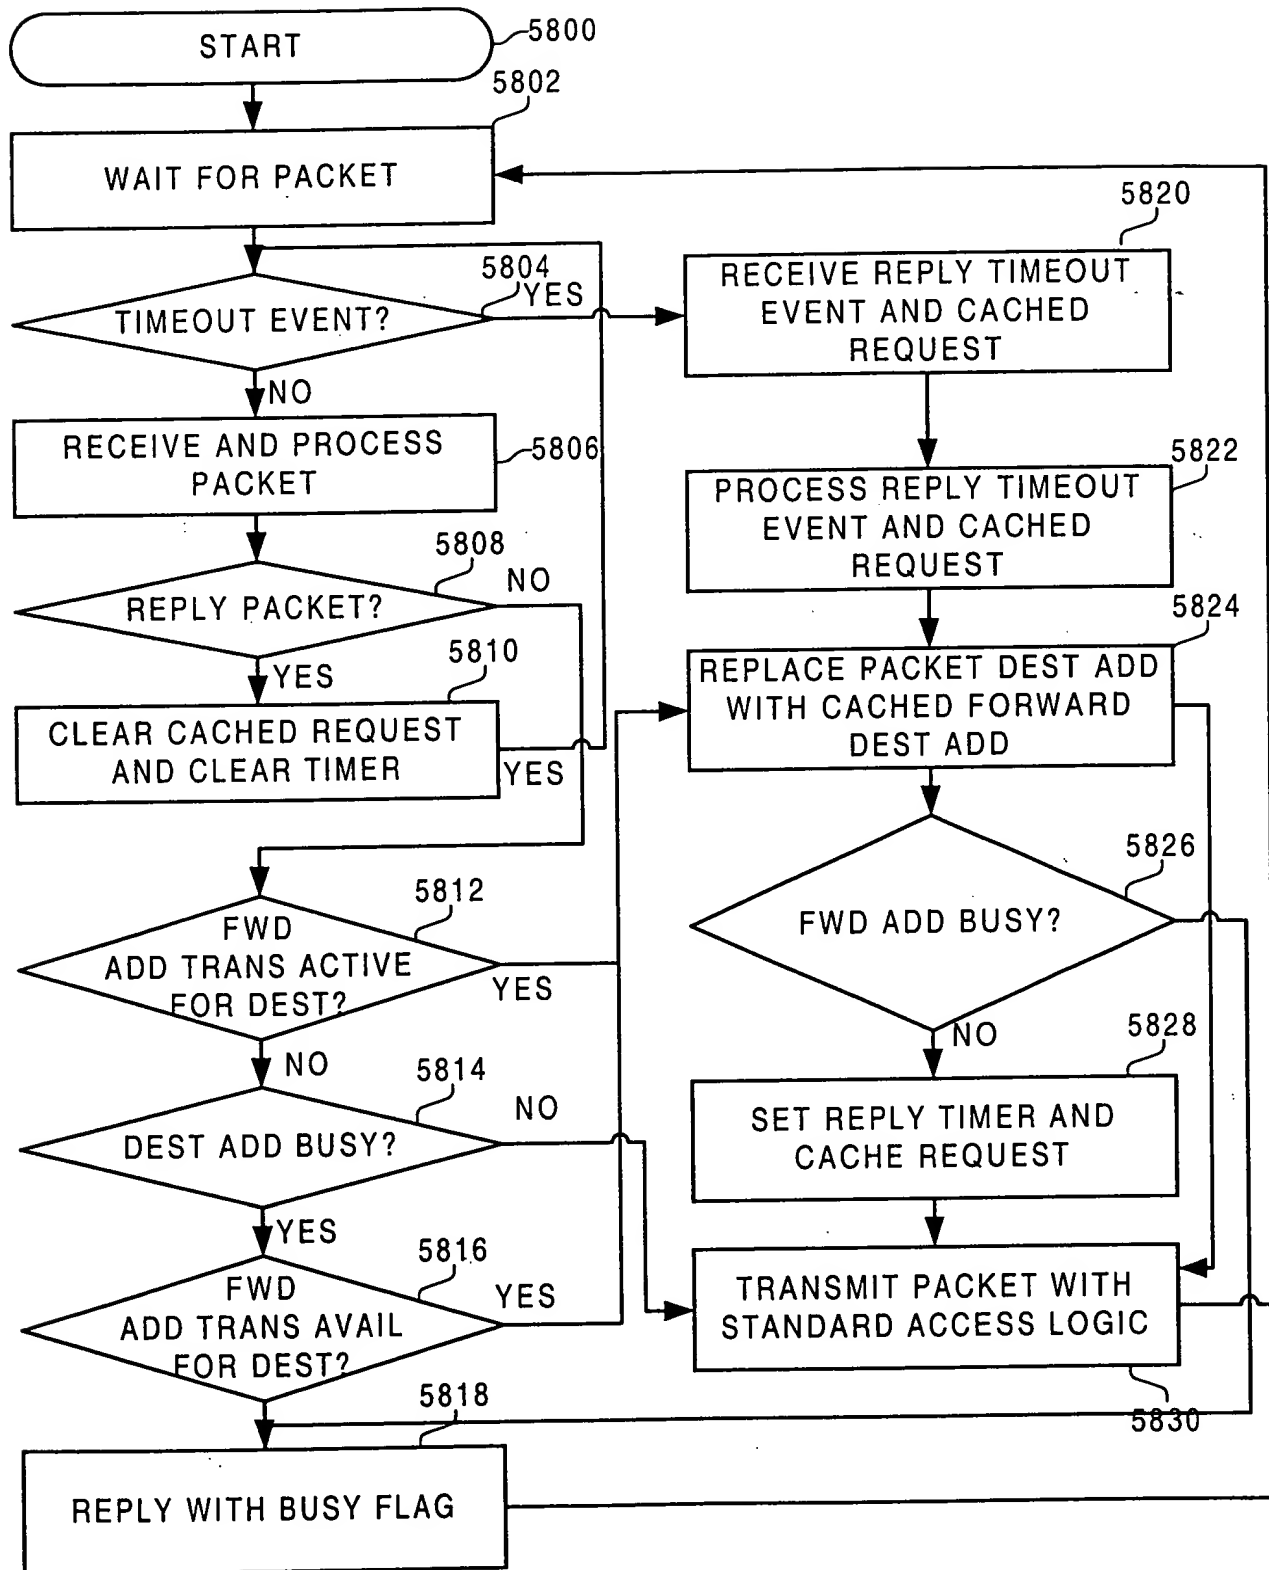 START
5800
5802
WAIT FOR PACKET
5804
TIMEOUT EVENT?
YES
NO
RECEIVE AND PROCESS
PACKET
5806
5808
REPLY PACKET?
NO
YES
5810
CLEAR CACHED REQUEST
AND CLEAR TIMER
YES
5812
FWD
ADD TRANS ACTIVE
FOR DEST?
YES
NO
5814
DEST ADD BUSY?
NO
YES
5816
FWD
ADD TRANS AVAIL
FOR DEST?
YES
5818
REPLY WITH BUSY FLAG
5820
RECEIVE REPLY TIMEOUT
EVENT AND CACHED
REQUEST
5822
PROCESS REPLY TIMEOUT
EVENT AND CACHED
REQUEST
5824
REPLACE PACKET DEST ADD
WITH CACHED FORWARD
DEST ADD
5826
FWD ADD BUSY?
NO
5828
SET REPLY TIMER AND
CACHE REQUEST
TRANSMIT PACKET WITH
STANDARD ACCESS LOGIC
5830